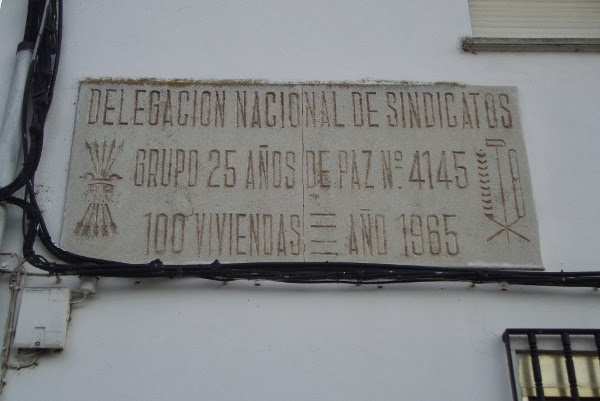 DELEGACION NACIONAL DE SINDICATOS
GRUPO 25 AÑOS DE PAZ Nº 4145
100 VIVIENDAS AÑO 1965